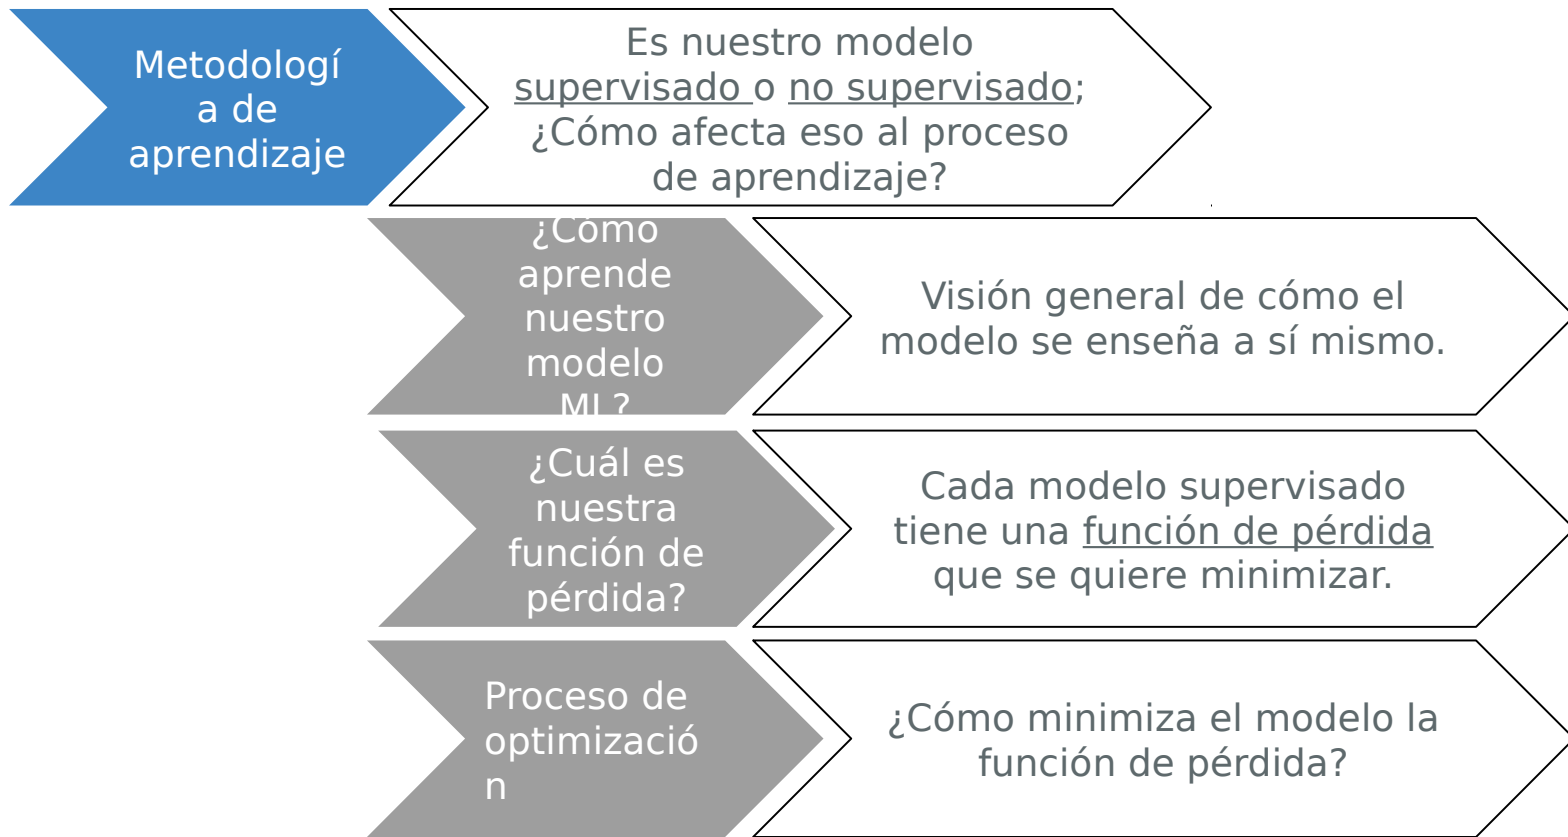 Metodologí
a de
aprendizaje
Es nuestro modelo
supervisado o no supervisado;
¿Cómo afecta eso al proceso
de aprendizaje?
¿Cómo
aprende
nuestro
modelo
ML?
Visión general de cómo el
modelo se enseña a sí mismo.
¿Cuál es
nuestra
función de
pérdida?
Cada modelo supervisado
tiene una función de pérdida
que se quiere minimizar.
Proceso de
optimizació
n
¿Cómo minimiza el modelo la
función de pérdida?